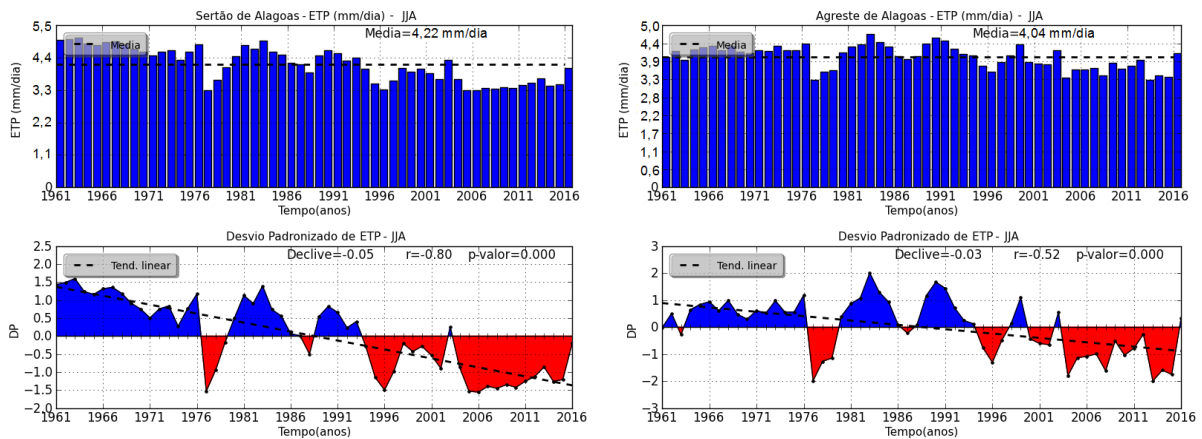 Sertão de Alagoas - ETP (mm/dia) - JJA
Média=4,22 mm/dia
Media
ETP (mm/dia)
5,5
4,4
3,3
2,2
1,1
0
1961 1966 1971 1976 1981 1986 1991 1996 2001 2006 2011 2016
Tempo(anos)
Agreste de Alagoas - ETP (mm/dia) - JJA
Média=4,04 mm/dia
Media
ETP (mm/dia)
5,0
4,4
3,9
3,3
2,8
2,2
1,7
1,1
0,6
0
1961 1966 1971 1976 1981 1986 1991 1996 2001 2006 2011 2016
Tempo(anos)
Desvio Padronizado de ETP - JJA
Declive=-0.05 r=-0.80 p-valor=0.000
Tend. linear
DP
2.5
2.0
1.5
1.0
0.5
0.0
−0.5
−1.0
−1.5
−2.0
1961 1966 1971 1976 1981 1986 1991 1996 2001 2006 2011 2016
Tempo(anos)
Desvio Padronizado de ETP - JJA
Declive=-0.03 r=-0.52 p-valor=0.000
Tend. linear
DP
3
2
1
0
−1
−2
−3
1961 1966 1971 1976 1981 1986 1991 1996 2001 2006 2011 2016
Tempo(anos)